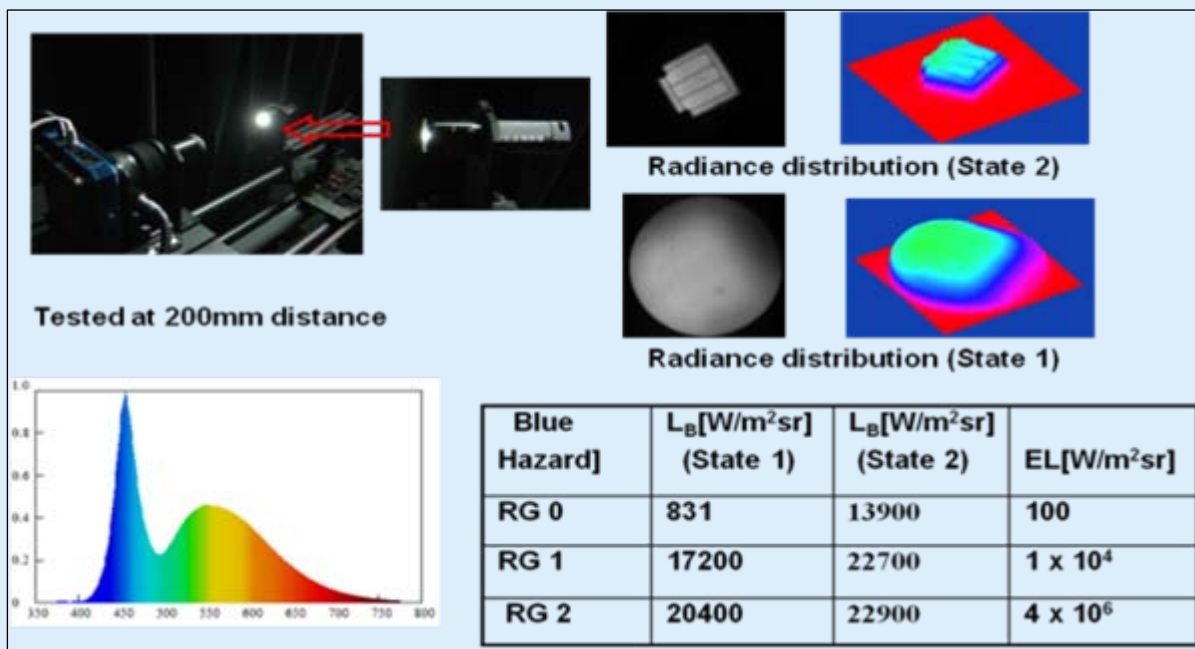 Radiance distribution (State 2)
Tested at 200mm distance
Radiance distribution (State 1)
1.0
0.8
0.6
0.4
0.2
0
350 400 450 500 550 600 650 700 750 800
Blue Hazard] L_B[W/m²sr] (State 1) L_B[W/m²sr] (State 2) EL[W/m²sr]
RG 0 831 13900 100
RG 1 17200 22700 1 x 10⁴
RG 2 20400 22900 4 x 10⁶